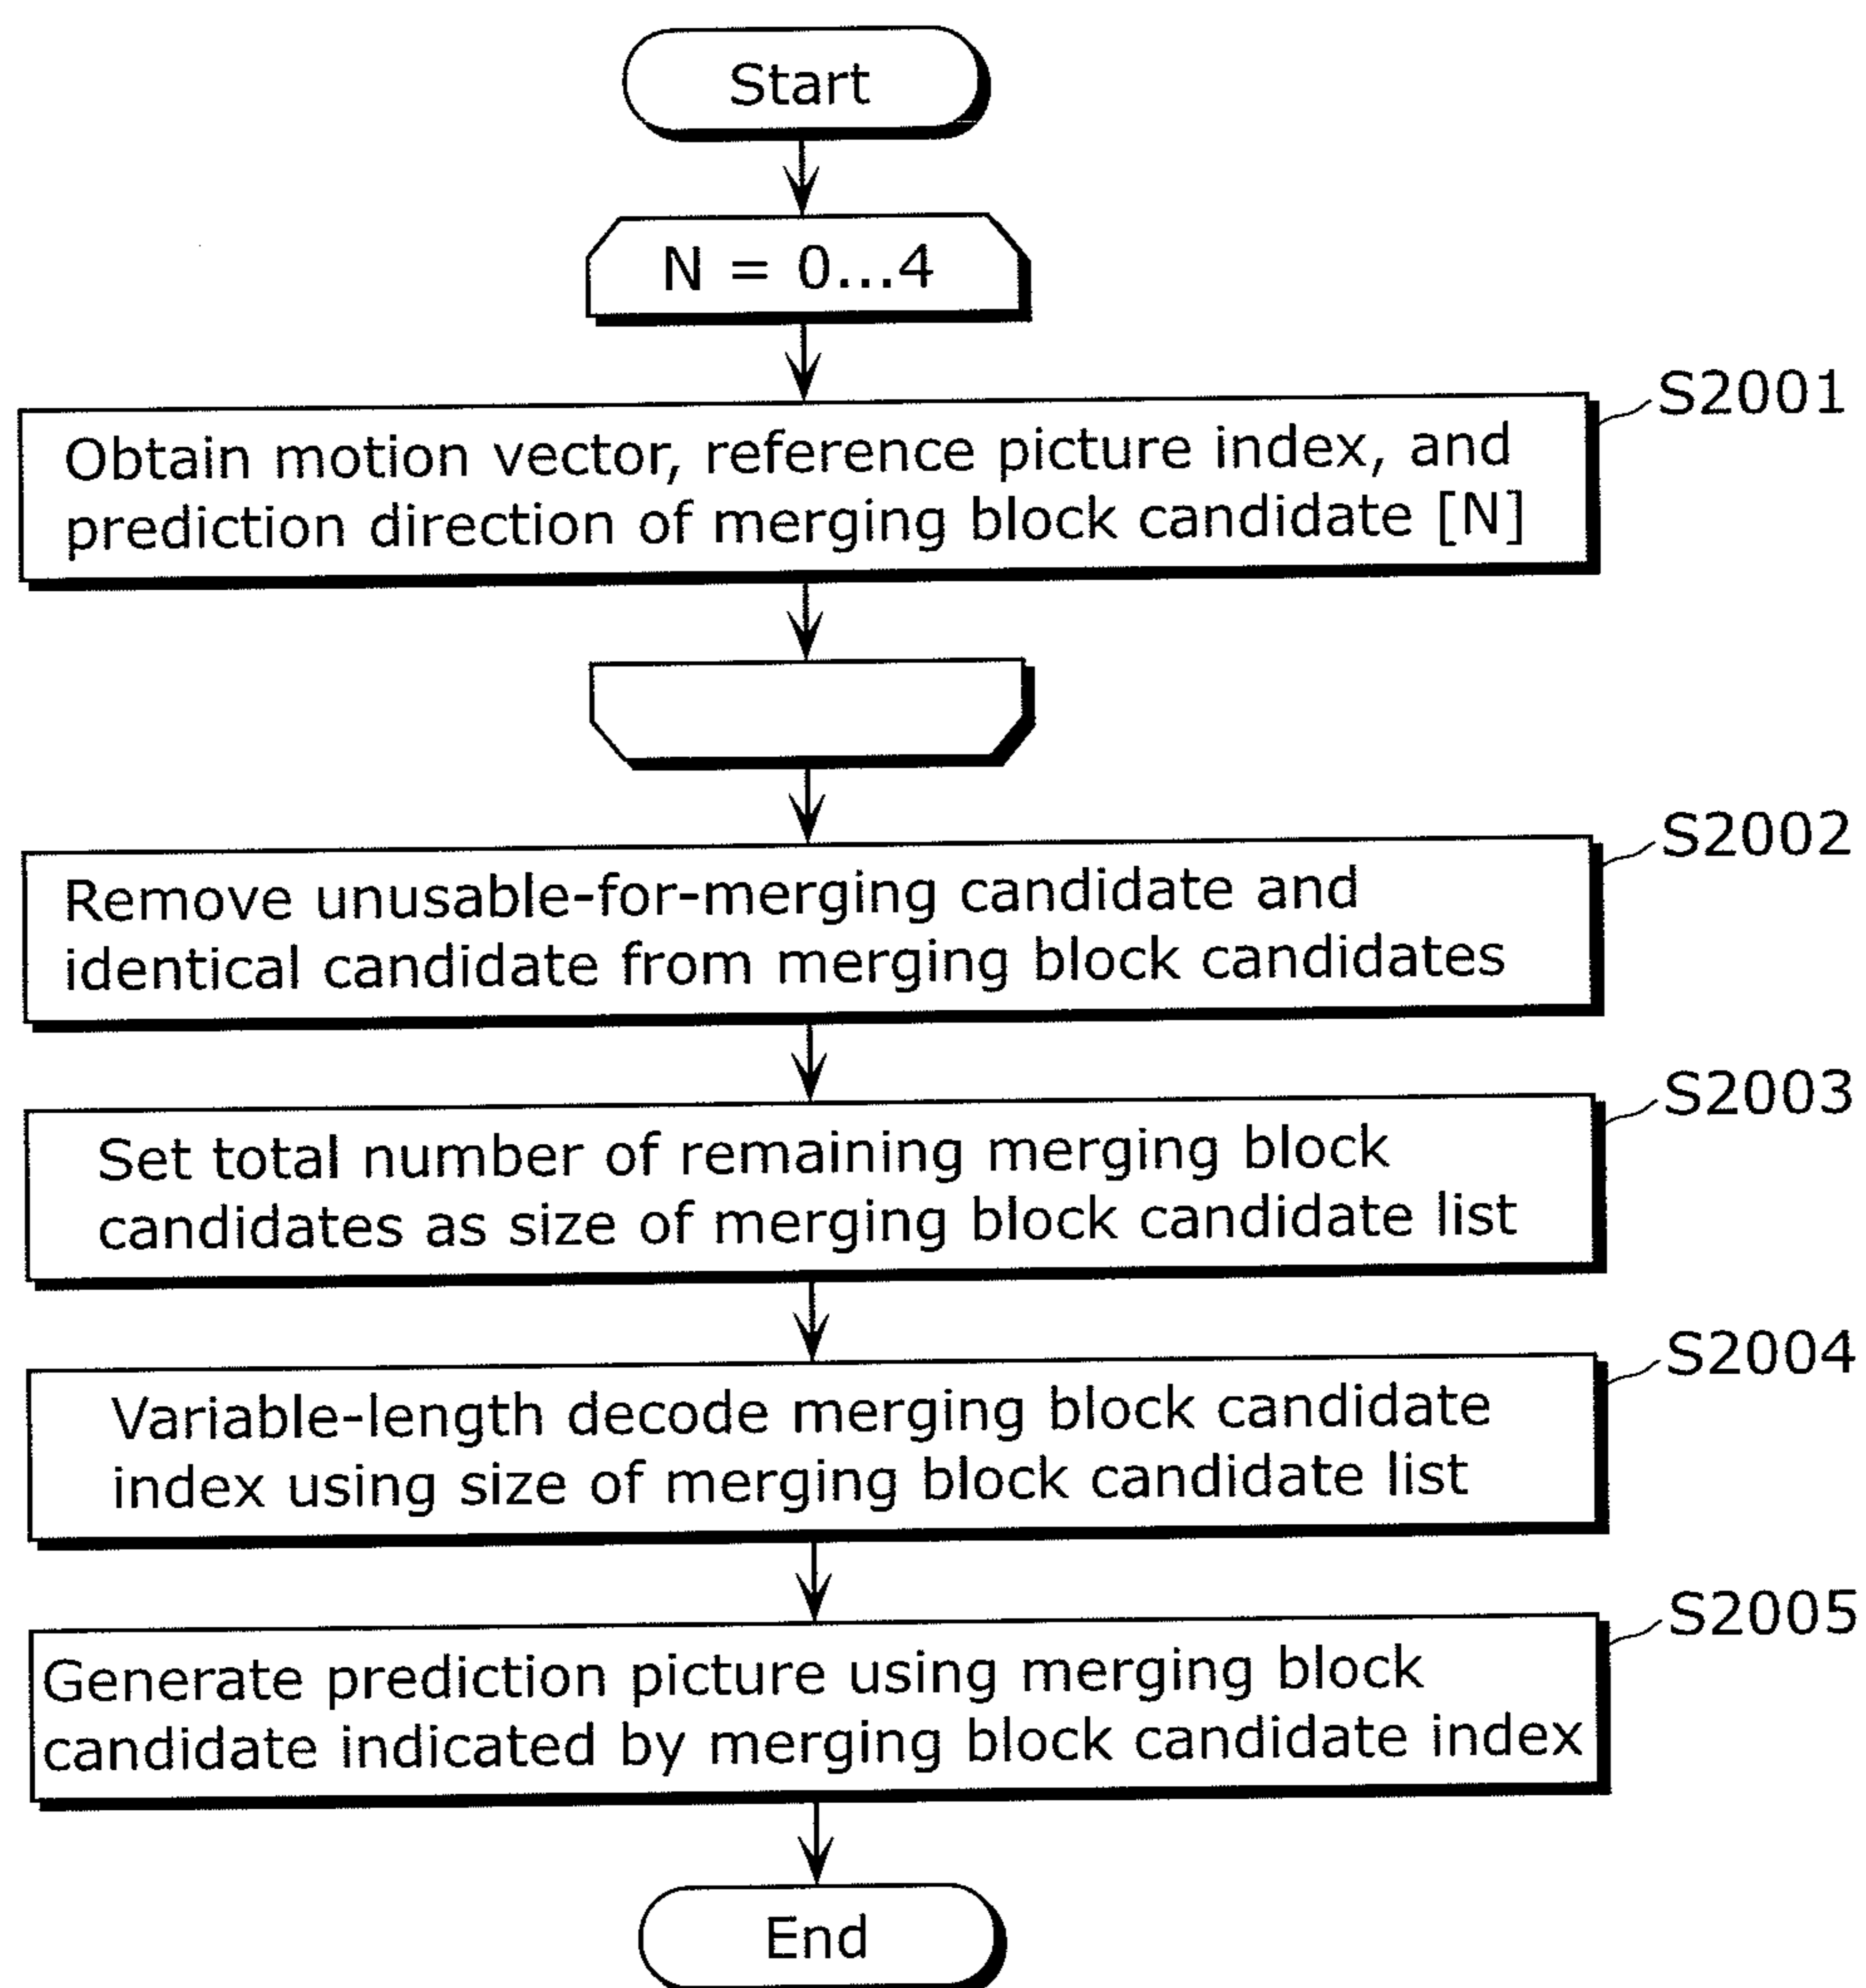 Start
N = 0...4
S2001
Obtain motion vector, reference picture index, and
prediction direction of merging block candidate [N]
S2002
Remove unusable-for-merging candidate and
identical candidate from merging block candidates
S2003
Set total number of remaining merging block
candidates as size of merging block candidate list
S2004
Variable-length decode merging block candidate
index using size of merging block candidate list
S2005
Generate prediction picture using merging block
candidate indicated by merging block candidate index
End